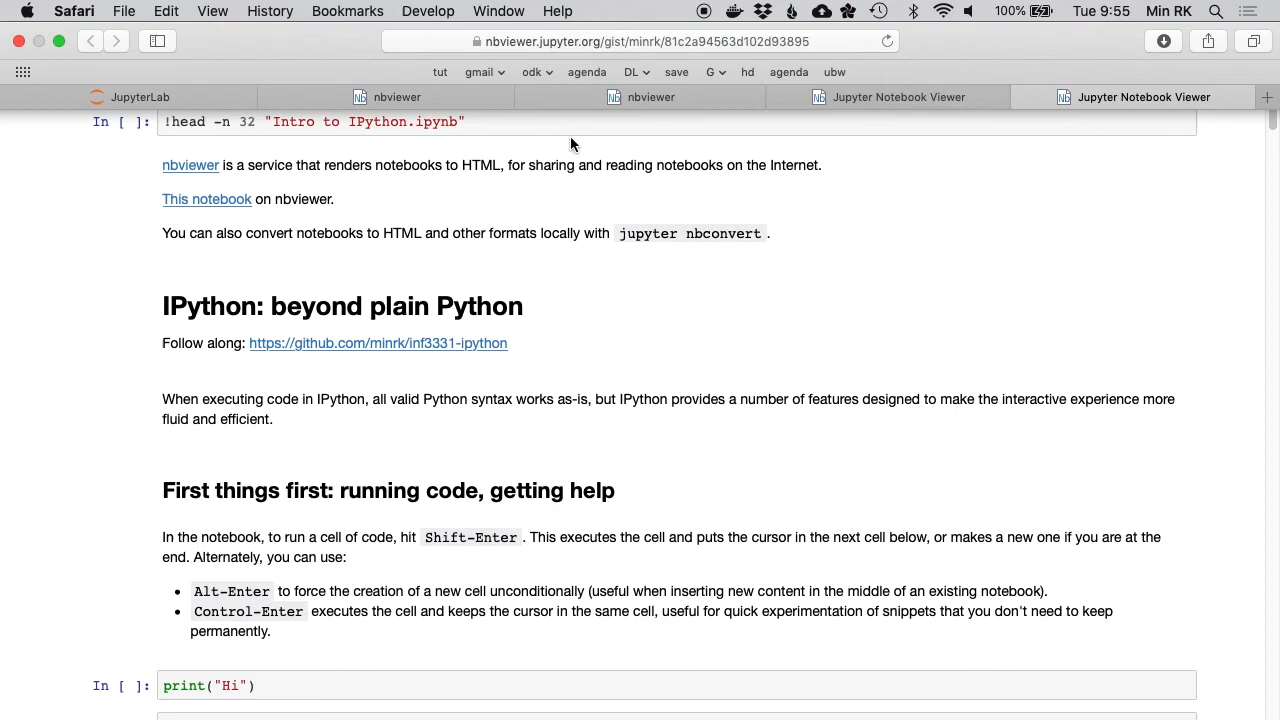 Safari File Edit View History Bookmarks Develop Window Help 100% Tue 9:55 Min RK
nbviewer.jupyter.org/gist/minrk/81c2a94563d102d93895
tut gmail odk agenda DL save G hd agenda ubw
JupyterLab Nb nbviewer Nb nbviewer Nb Jupyter Notebook Viewer Nb Jupyter Notebook Viewer
In [ ]: !head -n 32 "Intro to IPython.ipynb"
nbviewer is a service that renders notebooks to HTML, for sharing and reading notebooks on the Internet.
This notebook on nbviewer.
You can also convert notebooks to HTML and other formats locally with jupyter nbconvert.
IPython: beyond plain Python
Follow along: https://github.com/minrk/inf3331-ipython
When executing code in IPython, all valid Python syntax works as-is, but IPython provides a number of features designed to make the interactive experience more
fluid and efficient.
First things first: running code, getting help
In the notebook, to run a cell of code, hit Shift-Enter. This executes the cell and puts the cursor in the next cell below, or makes a new one if you are at the
end. Alternately, you can use:
• Alt-Enter to force the creation of a new cell unconditionally (useful when inserting new content in the middle of an existing notebook).
• Control-Enter executes the cell and keeps the cursor in the same cell, useful for quick experimentation of snippets that you don't need to keep
permanently.
In [ ]: print("Hi")